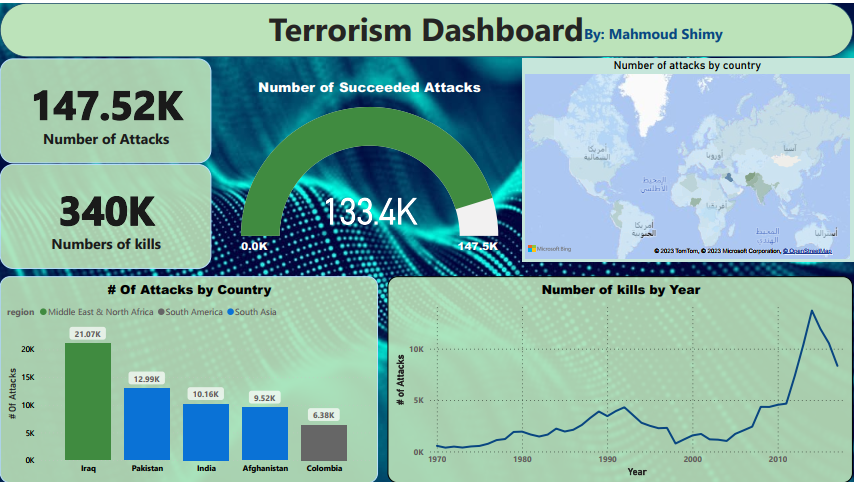 Terrorism Dashboard By: Mahmoud Shimy
147.52K
Number of Attacks
340K
Numbers of kills
Number of Succeeded Attacks
133.4K
0.0K
147.5K
Number of attacks by country
أمريكا
الشمالية
أوروبا
آسيا
المحيط
الأطلسي
أفريقيا
أمريكا
الجنوبية
المحيط
الهندي
أستراليا
Microsoft Bing
© 2023 TomTom, © 2023 Microsoft Corporation, © OpenStreetMap
# Of Attacks by Country
region Middle East & North Africa South America South Asia
# Of Attacks
20K
15K
10K
5K
0K
21.07K
12.99K
10.16K
9.52K
6.38K
Iraq Pakistan India Afghanistan Colombia
Number of kills by Year
# of Attacks
10K
5K
0K
1970 1980 1990 2000 2010
Year